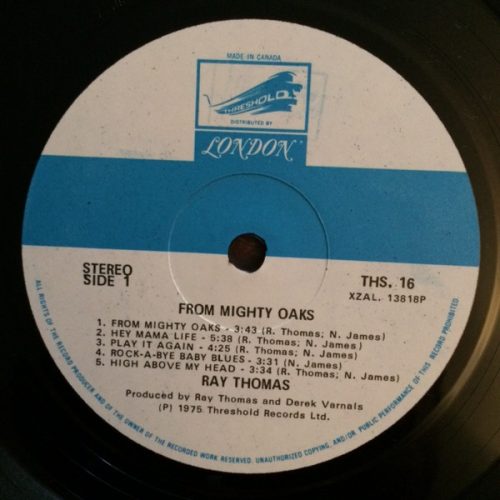 MADE IN CANADA
THRESHOLD
DISTRIBUTED BY
LONDON
STEREO
SIDE 1
THS. 16
XZAL. 13818P
FROM MIGHTY OAKS
1. FROM MIGHTY OAKS - 3:43 (R. Thomas; N. James)
2. HEY MAMA LIFE - 5:38 (R. Thomas; N. James)
3. PLAY IT AGAIN - 4:25 (R. Thomas; N. James)
4. ROCK-A-BYE BABY BLUES - 3:31 (N. James)
5. HIGH ABOVE MY HEAD - 3:34 (R. Thomas; N. James)
RAY THOMAS
Produced by Ray Thomas and Derek Varnals
(P) 1975 Threshold Records Ltd.
ALL RIGHTS OF THE RECORD PRODUCER AND OF THE OWNER OF THE RECORDED WORK RESERVED. UNAUTHORIZED COPYING, AND/OR PUBLIC PERFORMANCE OF THIS RECORD